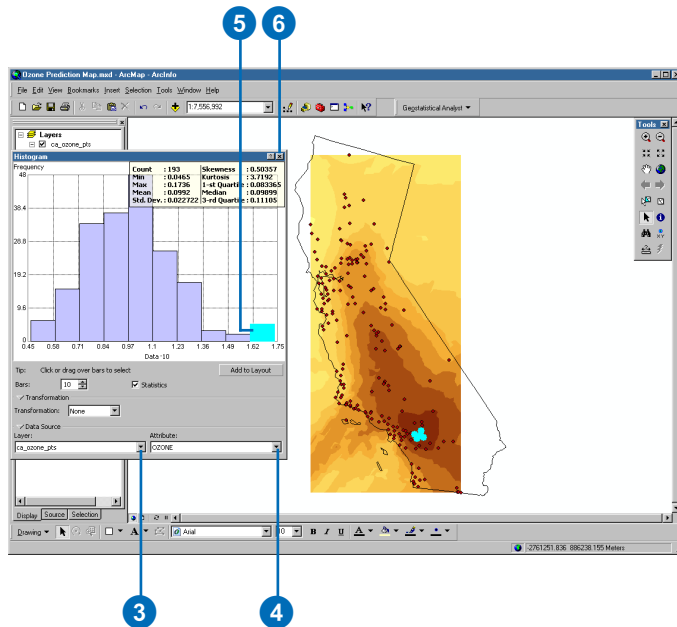 5 6
Ozone Prediction Map.mxd - ArcMap - ArcInfo
File Edit View Bookmarks Insert Selection Tools Window Help
1:7,556,992
Geostatistical Analyst
Layers
ca_ozone_pts
Tools
Histogram
Frequency
Count : 193 Skewness : 0.50357
Min : 0.0465 Kurtosis : 3.7192
Max : 0.1736 1-st Quartile : 0.083365
Mean : 0.0992 Median : 0.09899
Std. Dev. : 0.022722 3-rd Quartile : 0.11105
48
38.4
28.8
19.2
9.6
0
0.45 0.58 0.71 0.84 0.97 1.1 1.23 1.36 1.49 1.62 1.75
Data·10
Tip: Click or drag over bars to select
Add to Layout
Bars: 10
Statistics
Transformation
Transformation: None
Data Source
Layer: Attribute:
ca_ozone_pts OZONE
Display Source Selection
Drawing A Arial B I U A
-2761251.836 886238.155 Meters
3 4